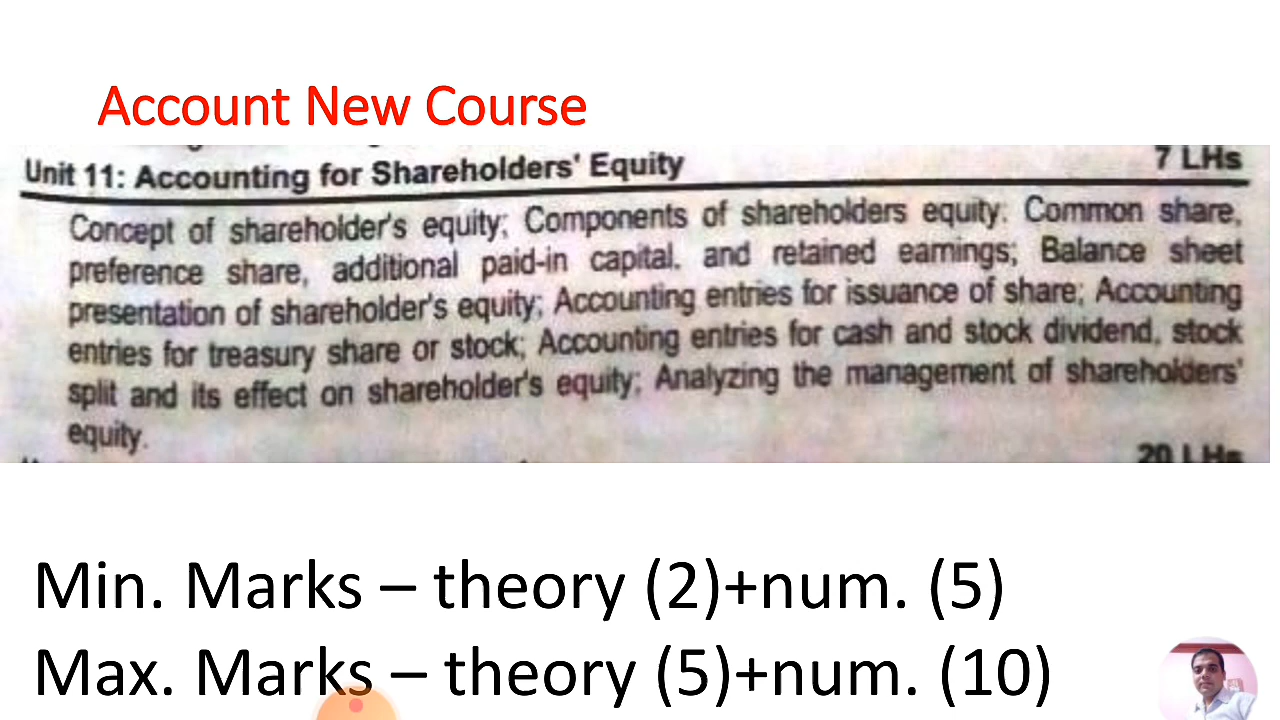 Account New Course
Unit 11: Accounting for Shareholders' Equity 7 LHs
Concept of shareholder's equity; Components of shareholders equity: Common share,
preference share, additional paid-in capital, and retained earnings; Balance sheet
presentation of shareholder's equity; Accounting entries for issuance of share; Accounting
entries for treasury share or stock; Accounting entries for cash and stock dividend, stock
split and its effect on shareholder's equity; Analyzing the management of shareholders'
equity.
20 LHs
Min. Marks – theory (2)+num. (5)
Max. Marks – theory (5)+num. (10)